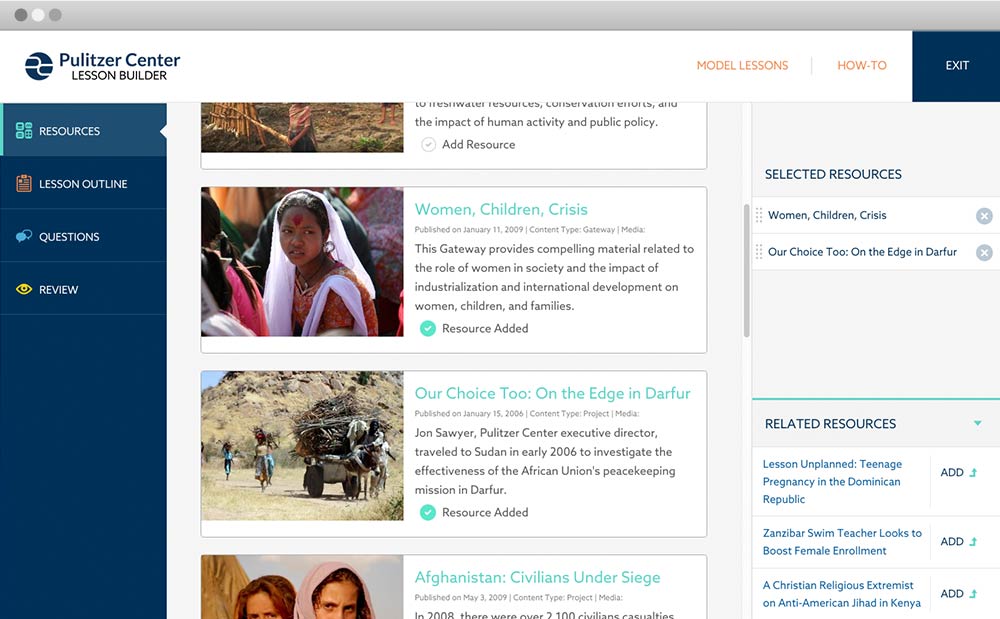 Pulitzer Center
LESSON BUILDER
MODEL LESSONS
HOW-TO
EXIT
RESOURCES
LESSON OUTLINE
QUESTIONS
REVIEW
to freshwater resources, conservation efforts, and
the impact of human activity and public policy.
Add Resource
Women, Children, Crisis
Published on January 11, 2009 | Content Type: Gateway | Media:
This Gateway provides compelling material related to
the role of women in society and the impact of
industrialization and international development on
women, children, and families.
Resource Added
Our Choice Too: On the Edge in Darfur
Published on January 15, 2006 | Content Type: Project | Media:
Jon Sawyer, Pulitzer Center executive director,
traveled to Sudan in early 2006 to investigate the
effectiveness of the African Union's peacekeeping
mission in Darfur.
Resource Added
Afghanistan: Civilians Under Siege
Published on May 3, 2009 | Content Type: Project | Media:
In 2008, there were over 2,100 civilians casualties
SELECTED RESOURCES
Women, Children, Crisis
Our Choice Too: On the Edge in Darfur
RELATED RESOURCES
Lesson Unplanned: Teenage
Pregnancy in the Dominican
Republic
ADD
Zanzibar Swim Teacher Looks to
Boost Female Enrollment
ADD
A Christian Religious Extremist
on Anti-American Jihad in Kenya
ADD